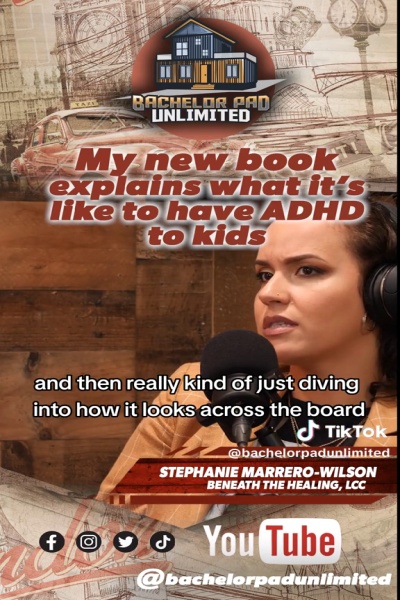 BACHELOR PAD
UNLIMITED
My new book
explains what it's
like to have ADHD
to kids
and then really kind of just diving
into how it looks across the board
TikTok
@bachelorpadunlimited
STEPHANIE MARRERO-WILSON
BENEATH THE HEALING, LCC
YouTube
@bachelorpadunlimited